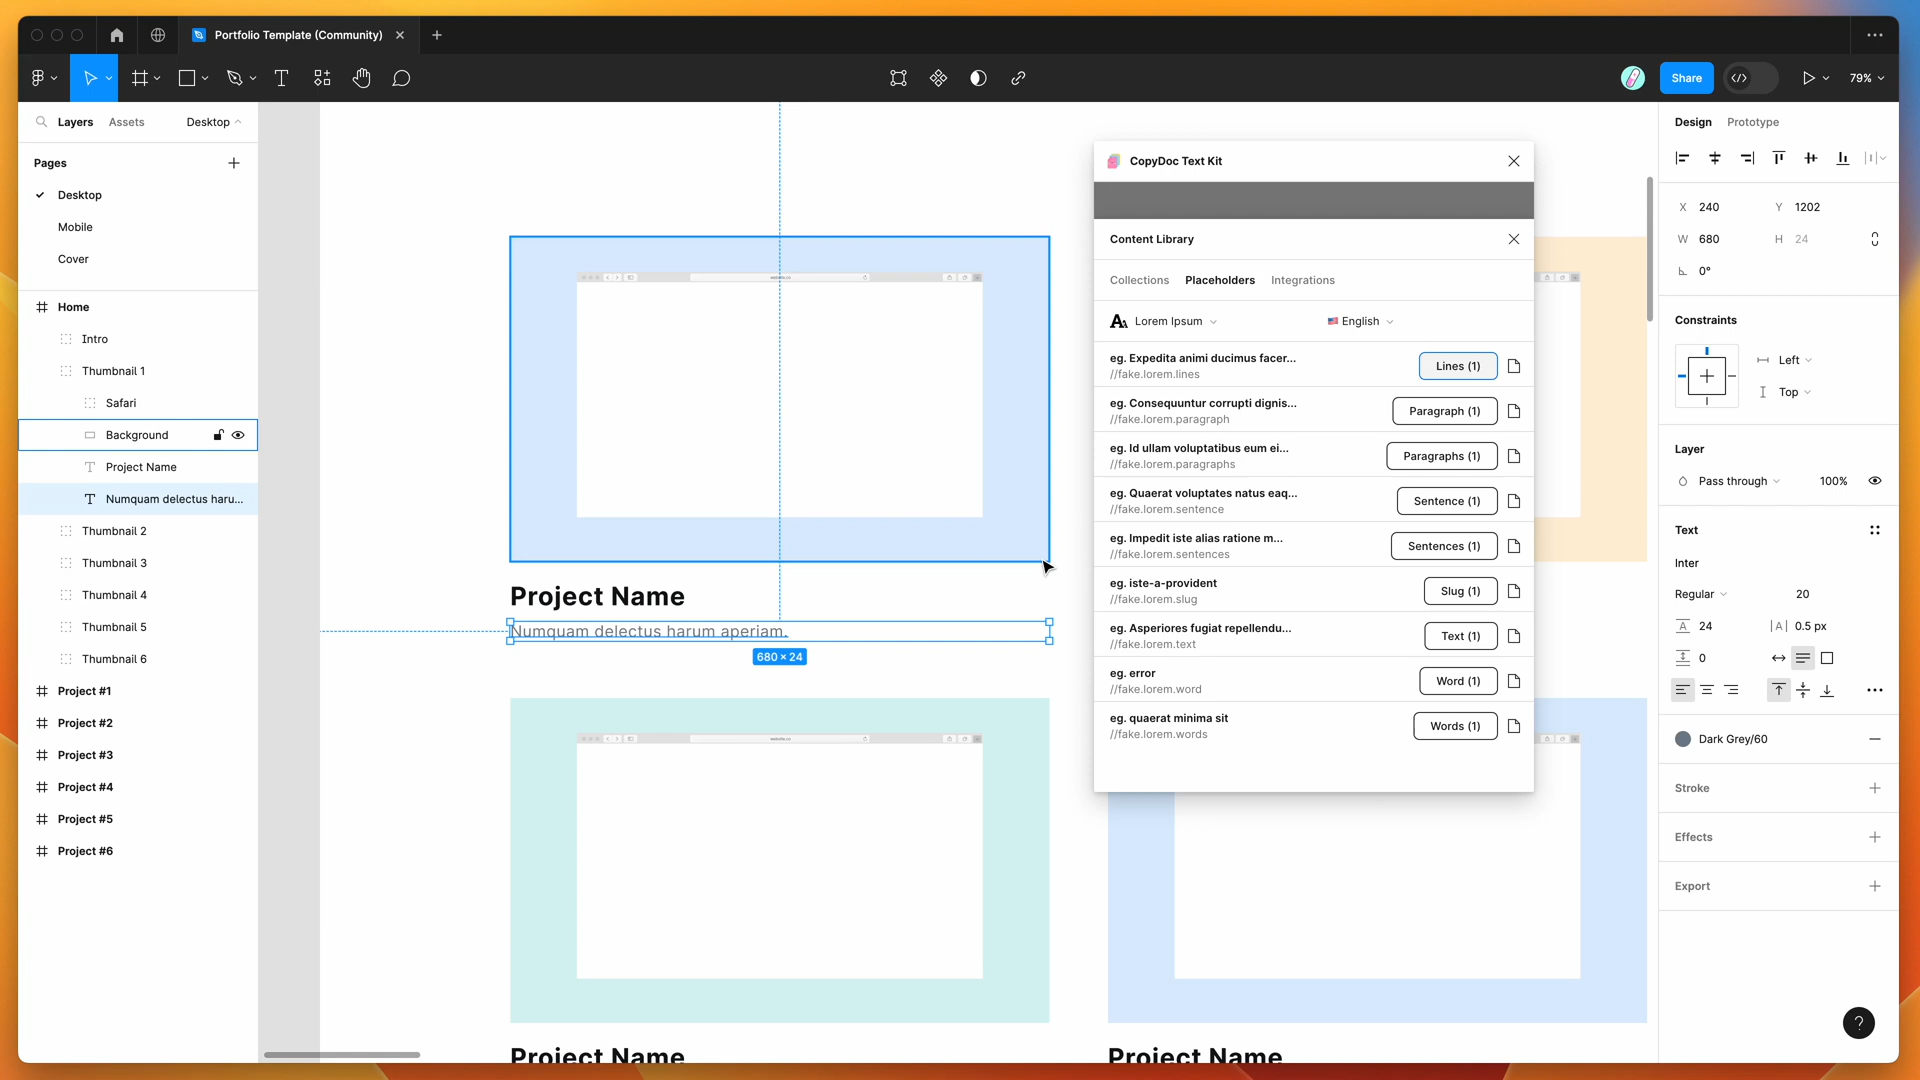 Portfolio Template (Community)
Share
79%
Layers
Assets
Desktop
Pages
Desktop
Mobile
Cover
Home
Intro
Thumbnail 1
Safari
Background
Project Name
Numquam delectus haru...
Thumbnail 2
Thumbnail 3
Thumbnail 4
Thumbnail 5
Thumbnail 6
Project #1
Project #2
Project #3
Project #4
Project #5
Project #6
Project Name
Numquam delectus harum aperiam.
680 × 24
Project Name
Project Name
CopyDoc Text Kit
Content Library
Collections
Placeholders
Integrations
Lorem Ipsum
English
eg. Expedita animi ducimus facer...
//fake.lorem.lines
Lines (1)
eg. Consequuntur corrupti dignis...
//fake.lorem.paragraph
Paragraph (1)
eg. Id ullam voluptatibus eum ei...
//fake.lorem.paragraphs
Paragraphs (1)
eg. Quaerat voluptates natus eaq...
//fake.lorem.sentence
Sentence (1)
eg. Impedit iste alias ratione m...
//fake.lorem.sentences
Sentences (1)
eg. iste-a-provident
//fake.lorem.slug
Slug (1)
eg. Asperiores fugiat repellendu...
//fake.lorem.text
Text (1)
eg. error
//fake.lorem.word
Word (1)
eg. quaerat minima sit
//fake.lorem.words
Words (1)
Design
Prototype
X 240
Y 1202
W 680
H 24
0°
Constraints
Left
Top
Layer
Pass through
100%
Text
Inter
Regular
20
24
0.5 px
0
Dark Grey/60
Stroke
Effects
Export
?